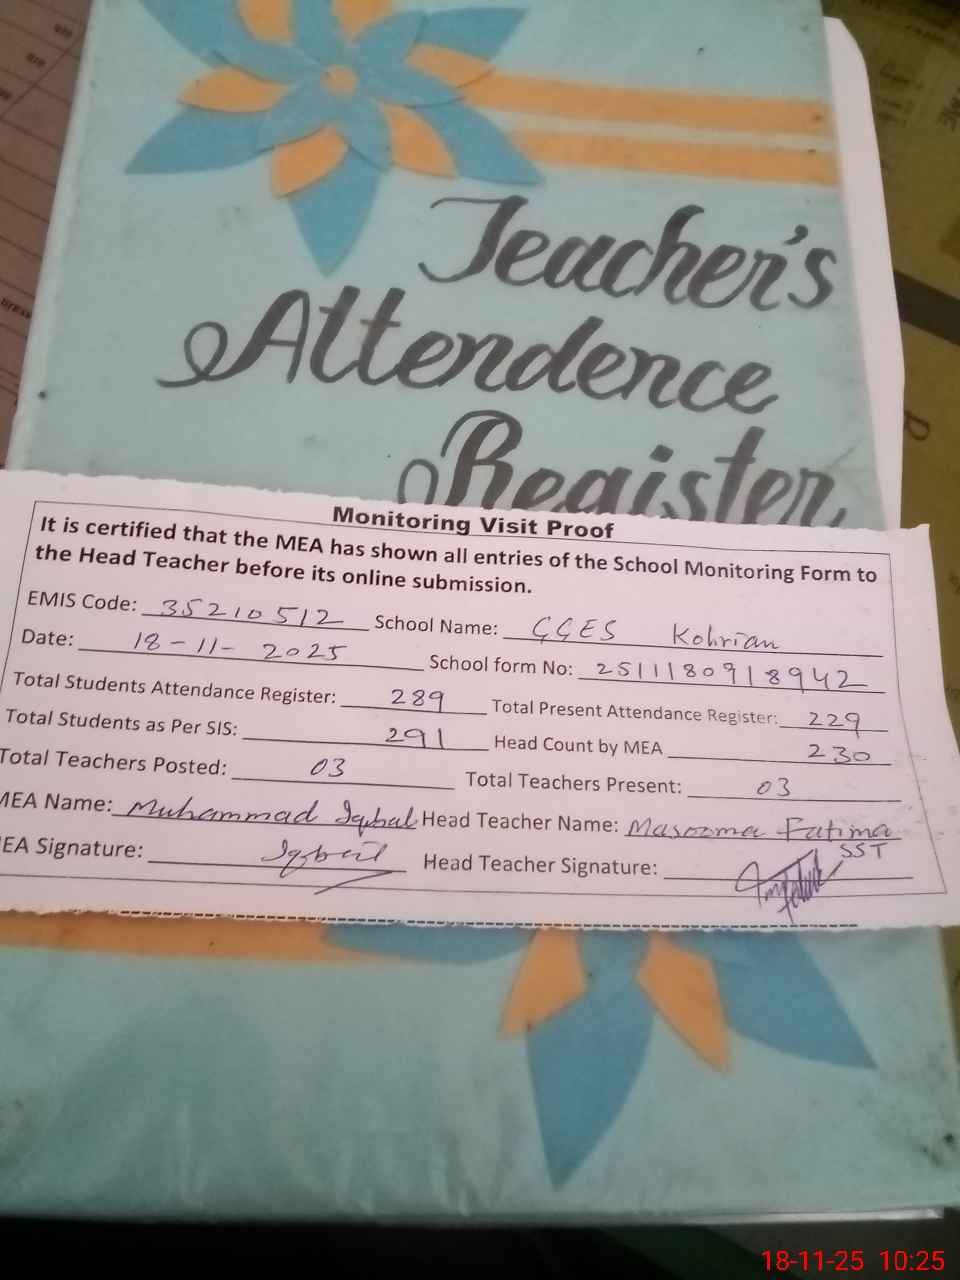 Teacher's
Attendence
Register
Monitoring Visit Proof
It is certified that the MEA has shown all entries of the School Monitoring Form to
the Head Teacher before its online submission.
EMIS Code: 35210512 School Name: GGES Kohrian
Date: 18-11-2025 School form No: 2511180918942
Total Students Attendance Register: 289 Total Present Attendance Register: 229
Total Students as Per SIS: 291 Head Count by MEA 230
Total Teachers Posted: 03 Total Teachers Present: 03
MEA Name: Muhammad Iqbal Head Teacher Name: Masooma Fatima
SST
MEA Signature: Iqbal Head Teacher Signature:
18-11-25 10:25